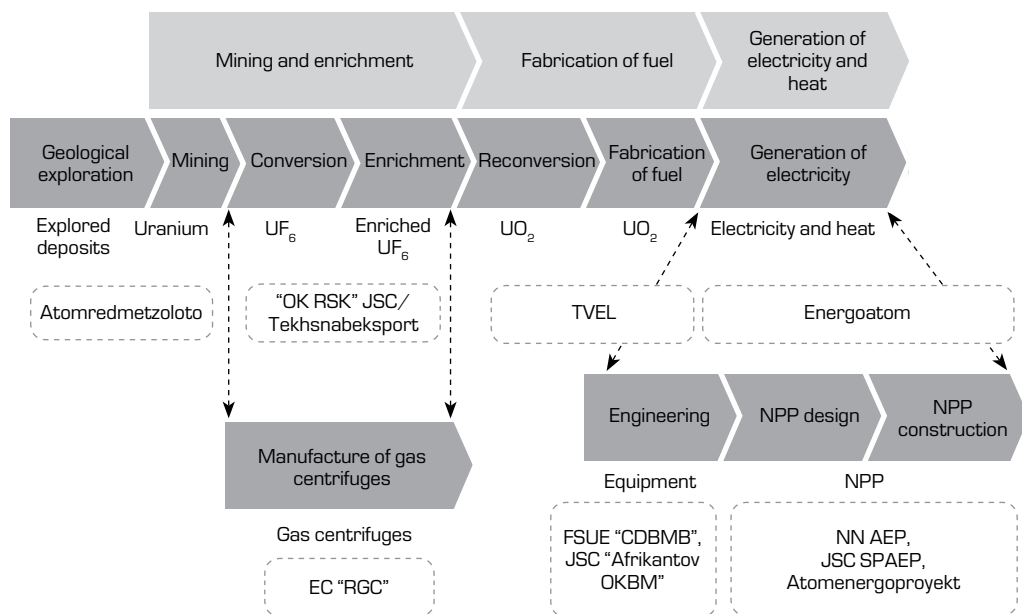 Mining and enrichment
Fabrication of fuel
Generation of
electricity and
heat
Geological
exploration
Mining
Conversion
Enrichment
Reconversion
Fabrication
of fuel
Generation of
electricity
Explored
deposits
Uranium
UF₆
Enriched
UF₆
UO₂
UO₂
Electricity and heat
Atomredmetzoloto
“OK RSK” JSC/
Tekhsnabeksport
TVEL
Energoatom
Manufacture of gas
centrifuges
Gas centrifuges
EC “RGC”
Engineering
NPP design
NPP
construction
Equipment
NPP
FSUE “CDBMB”,
JSC “Afrikantov
OKBM”
NN AEP,
JSC SPAEP,
Atomenergoproyekt